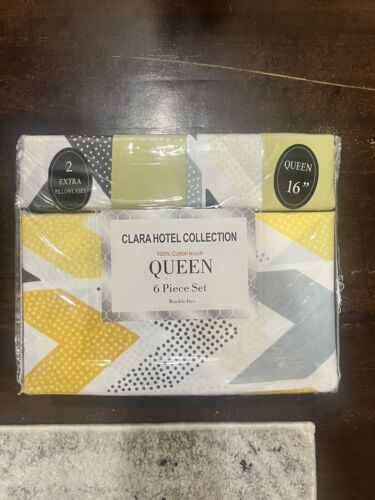 2
EXTRA
PILLOWCASES
QUEEN
16”
CLARA HOTEL COLLECTION
100% Cotton touch
QUEEN
6 Piece Set
Wrinkle Free